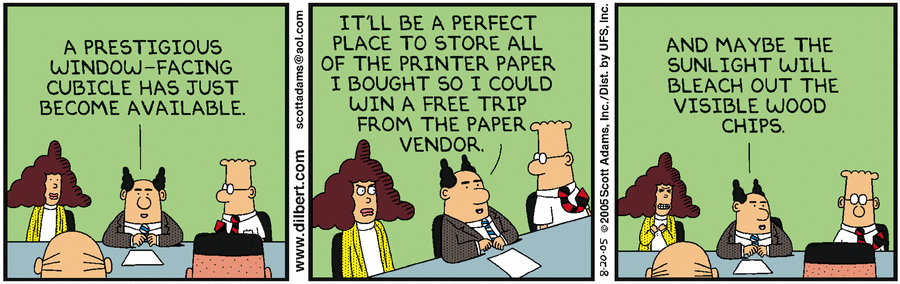 A PRESTIGIOUS
WINDOW-FACING
CUBICLE HAS JUST
BECOME AVAILABLE.
www.dilbert.com
scottadams@aol.com
IT'LL BE A PERFECT
PLACE TO STORE ALL
OF THE PRINTER PAPER
I BOUGHT SO I COULD
WIN A FREE TRIP
FROM THE PAPER
VENDOR.
8-20-05 © 2005 Scott Adams, Inc./Dist. by UFS, Inc.
AND MAYBE THE
SUNLIGHT WILL
BLEACH OUT THE
VISIBLE WOOD
CHIPS.